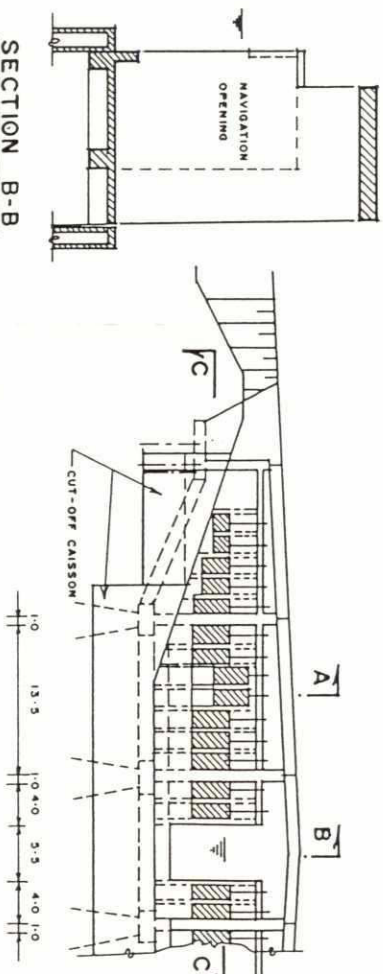 NAVIGATION
OPENING
SECTION B-B
C
CUT-OFF CAISSON
A
B
C
1·0
13·5
1·0
4·0
5·5
4·0
1·0